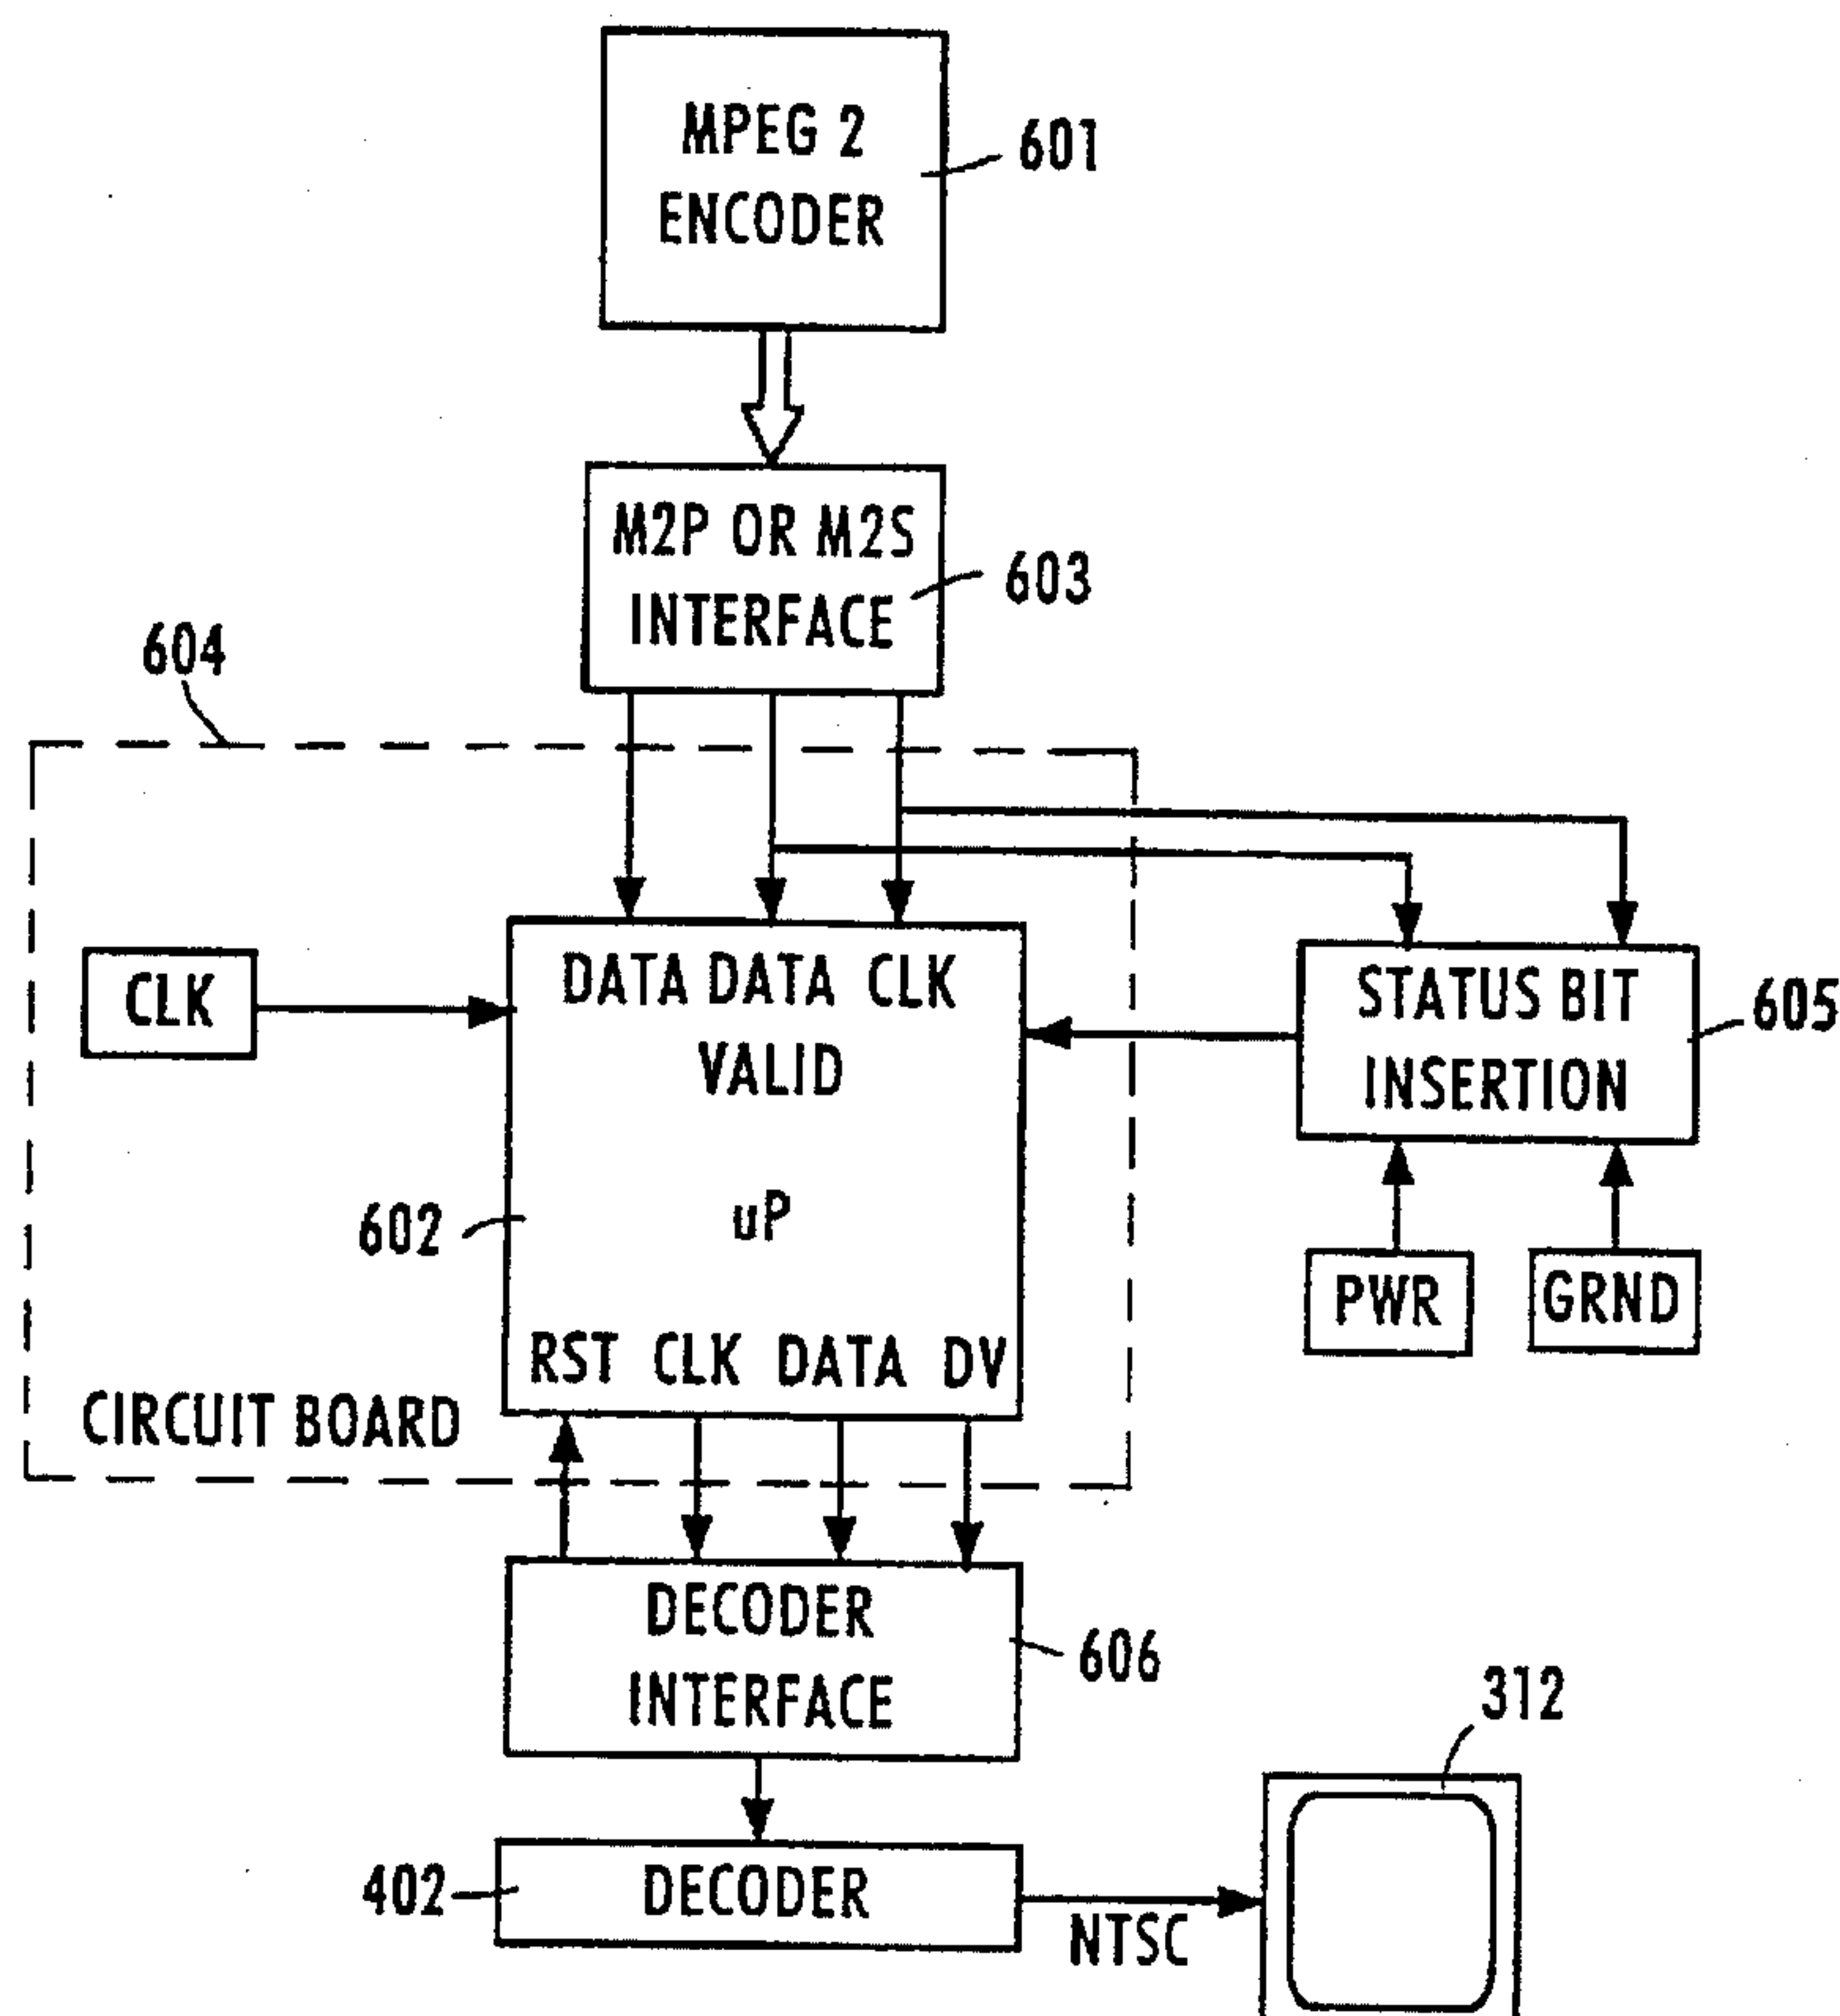 MPEG 2
ENCODER
601
M2P OR M2S
INTERFACE
603
604
CLK
DATA DATA CLK
VALID
uP
602
RST CLK DATA DV
CIRCUIT BOARD
STATUS BIT
INSERTION
605
PWR
GRND
DECODER
INTERFACE
606
312
402
DECODER
NTSC